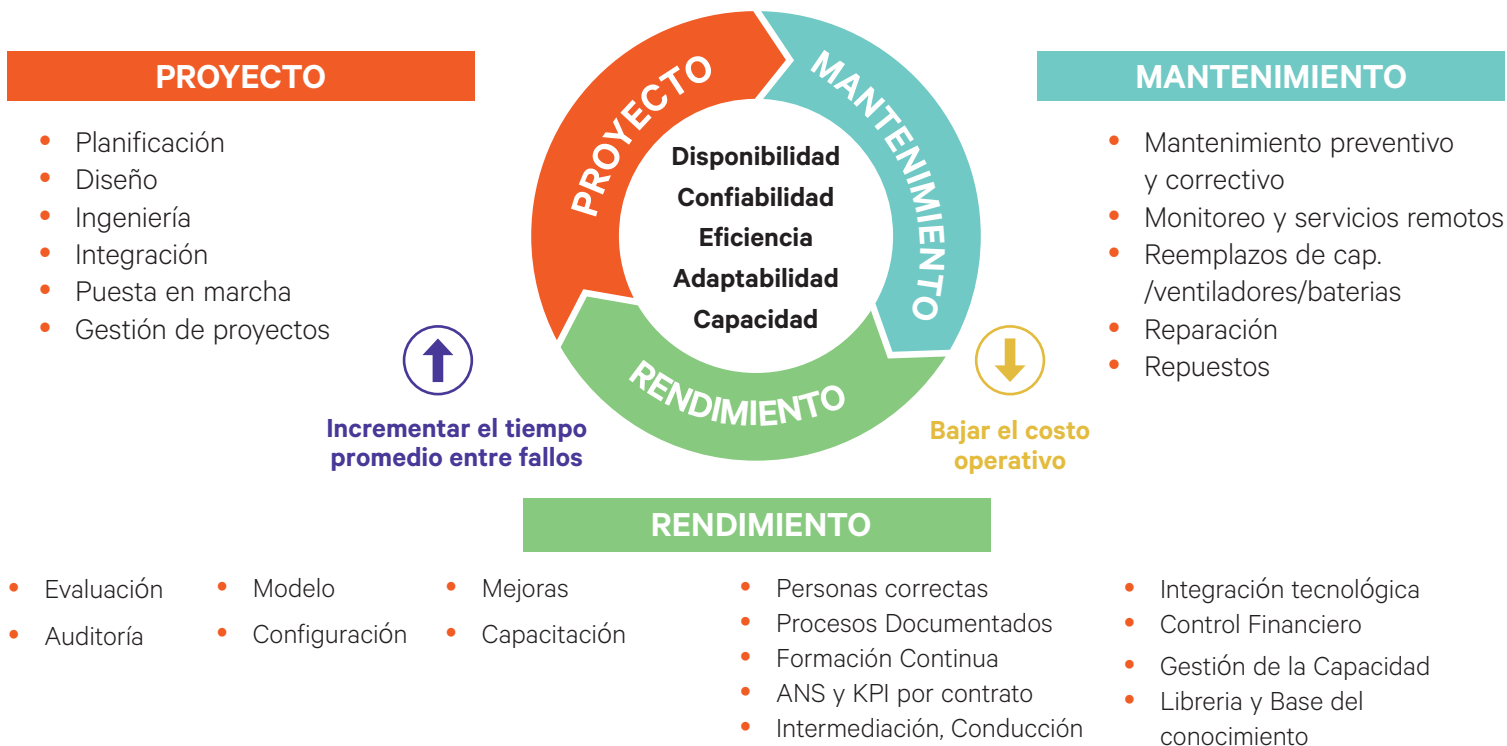 PROYECTO
Planificación
Diseño
Ingeniería
Integración
Puesta en marcha
Gestión de proyectos
PROYECTO
MANTENIMIENTO
RENDIMIENTO
Disponibilidad
Confiabilidad
Eficiencia
Adaptabilidad
Capacidad
MANTENIMIENTO
Mantenimiento preventivo
y correctivo
Monitoreo y servicios remotos
Reemplazos de cap.
/ventiladores/baterias
Reparación
Repuestos
Incrementar el tiempo
promedio entre fallos
Bajar el costo
operativo
RENDIMIENTO
Evaluación
Auditoría
Modelo
Configuración
Mejoras
Capacitación
Personas correctas
Procesos Documentados
Formación Continua
ANS y KPI por contrato
Intermediación, Conducción
Integración tecnológica
Control Financiero
Gestión de la Capacidad
Libreria y Base del
conocimiento